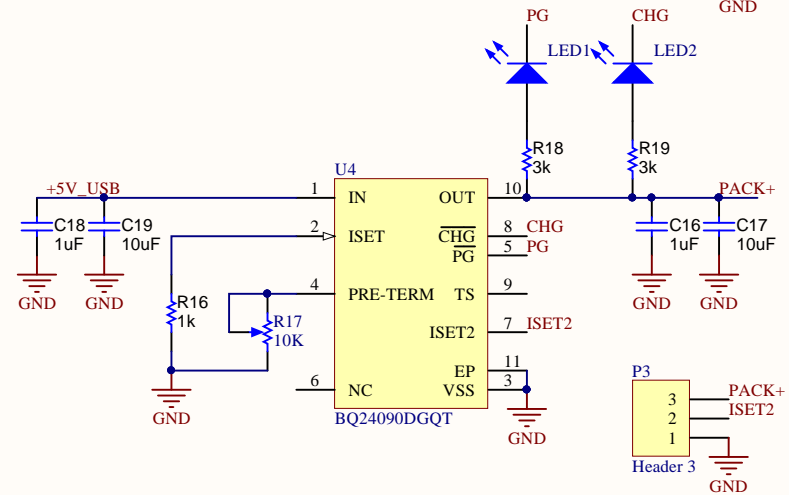 GND
PG
CHG
LED1
LED2
R18
3k
R19
3k
U4
+5V_USB
1
IN
OUT
10
PACK+
C18
1uF
C19
10uF
2
ISET
CHG
8
CHG
PG
5
PG
C16
1uF
C17
10uF
GND
GND
GND
GND
4
PRE-TERM
TS
9
R16
1k
R17
10K
ISET2
7
ISET2
EP
11
6
NC
VSS
3
GND
BQ24090DGQT
GND
P3
3
PACK+
2
ISET2
1
Header 3
GND